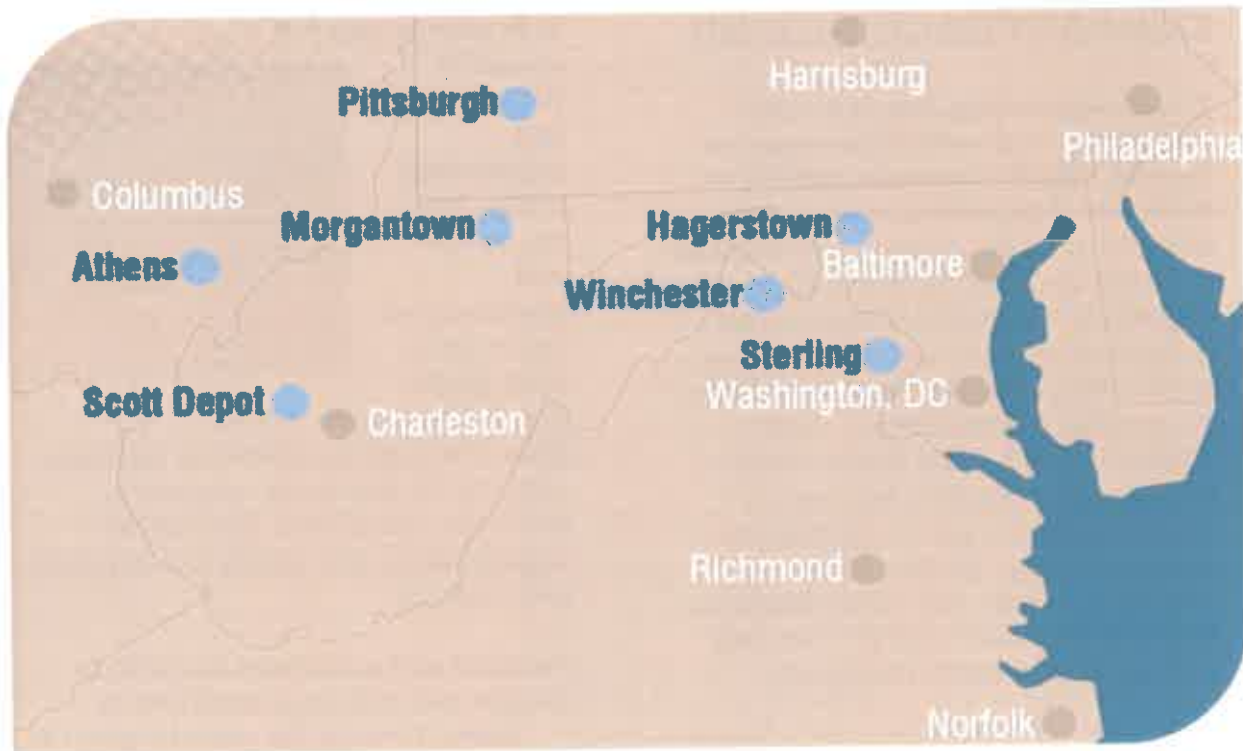 Harrisburg
Pittsburgh
Philadelphia
Columbus
Morgantown
Hagerstown
Athens
Baltimore
Winchester
Sterling
Scott Depot
Washington, DC
Charleston
Richmond
Norfolk